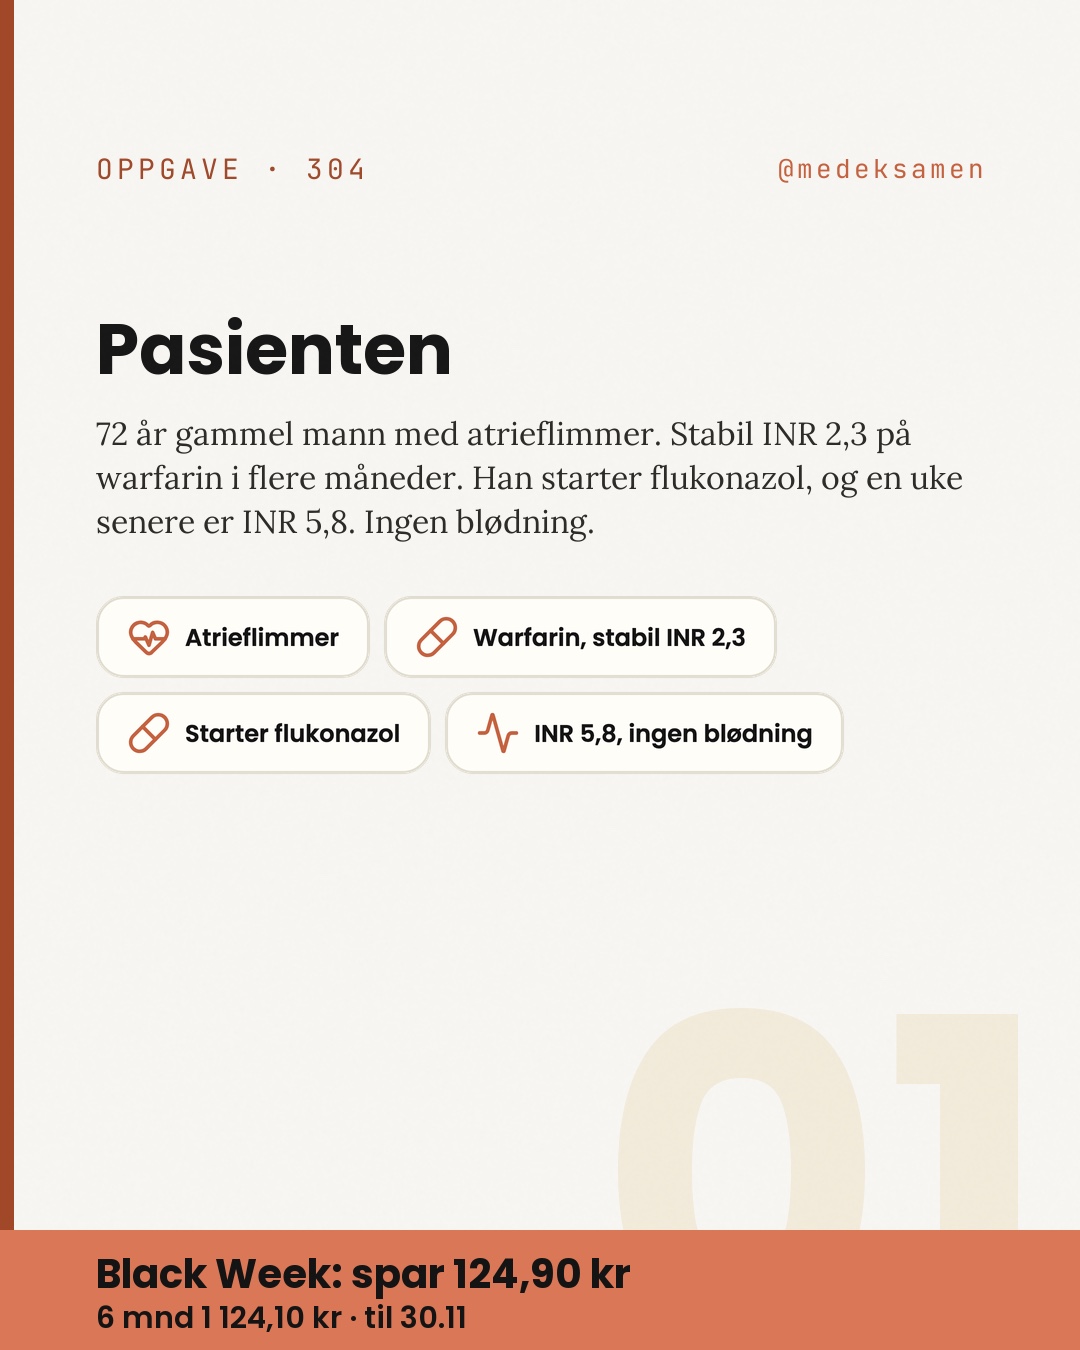 OPPGAVE · 304
@medeksamen
Pasienten
72 år gammel mann med atrieflimmer. Stabil INR 2,3 på
warfarin i flere måneder. Han starter flukonazol, og en uke
senere er INR 5,8. Ingen blødning.
Atrieflimmer
Warfarin, stabil INR 2,3
Starter flukonazol
INR 5,8, ingen blødning
01
Black Week: spar 124,90 kr
6 mnd 1 124,10 kr · til 30.11